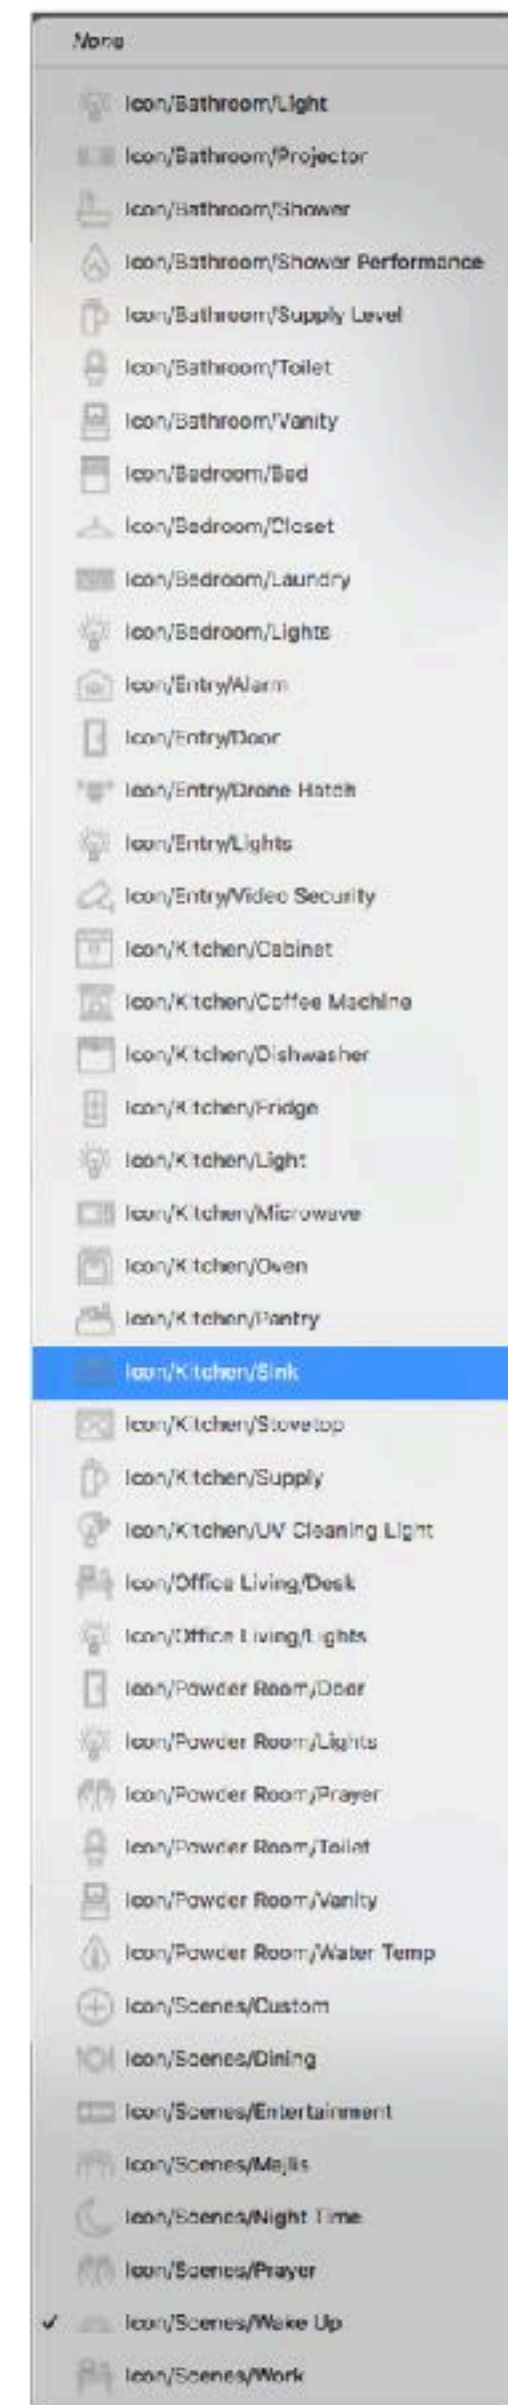 None
Icon/Bathroom/Light
Icon/Bathroom/Projector
Icon/Bathroom/Shower
Icon/Bathroom/Shower Performance
Icon/Bathroom/Supply Level
Icon/Bathroom/Toilet
Icon/Bathroom/Vanity
Icon/Bedroom/Bed
Icon/Bedroom/Closet
Icon/Bedroom/Laundry
Icon/Bedroom/Lights
Icon/Entry/Alarm
Icon/Entry/Door
Icon/Entry/Drone Hatch
Icon/Entry/Lights
Icon/Entry/Video Security
Icon/Kitchen/Cabinet
Icon/Kitchen/Coffee Machine
Icon/Kitchen/Dishwasher
Icon/Kitchen/Fridge
Icon/Kitchen/Light
Icon/Kitchen/Microwave
Icon/Kitchen/Oven
Icon/Kitchen/Pantry
Icon/Kitchen/Sink
Icon/Kitchen/Stovetop
Icon/Kitchen/Supply
Icon/Kitchen/UV Cleaning Light
Icon/Office Living/Desk
Icon/Office Living/Lights
Icon/Powder Room/Door
Icon/Powder Room/Lights
Icon/Powder Room/Prayer
Icon/Powder Room/Toilet
Icon/Powder Room/Vanity
Icon/Powder Room/Water Temp
Icon/Scenes/Custom
Icon/Scenes/Dining
Icon/Scenes/Entertainment
Icon/Scenes/Majlis
Icon/Scenes/Night Time
Icon/Scenes/Prayer
Icon/Scenes/Wake Up
Icon/Scenes/Work